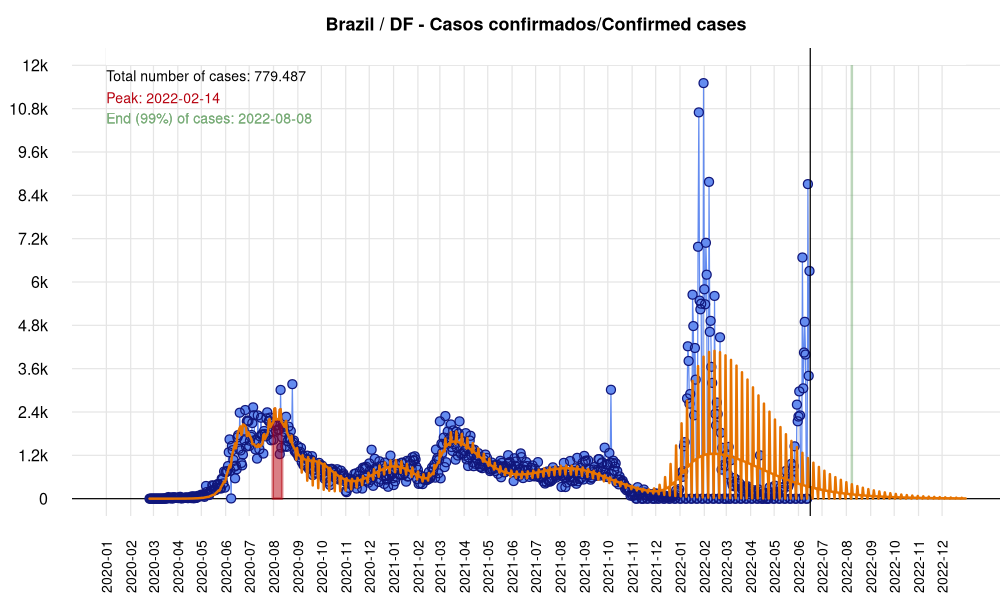 Brazil / DF - Casos confirmados/Confirmed cases
Total number of cases: 779.487
Peak: 2022-02-14
End (99%) of cases: 2022-08-08
12k
10.8k
9.6k
8.4k
7.2k
6k
4.8k
3.6k
2.4k
1.2k
0
2020-01
2020-02
2020-03
2020-04
2020-05
2020-06
2020-07
2020-08
2020-09
2020-10
2020-11
2020-12
2021-01
2021-02
2021-03
2021-04
2021-05
2021-06
2021-07
2021-08
2021-09
2021-10
2021-11
2021-12
2022-01
2022-02
2022-03
2022-04
2022-05
2022-06
2022-07
2022-08
2022-09
2022-10
2022-11
2022-12